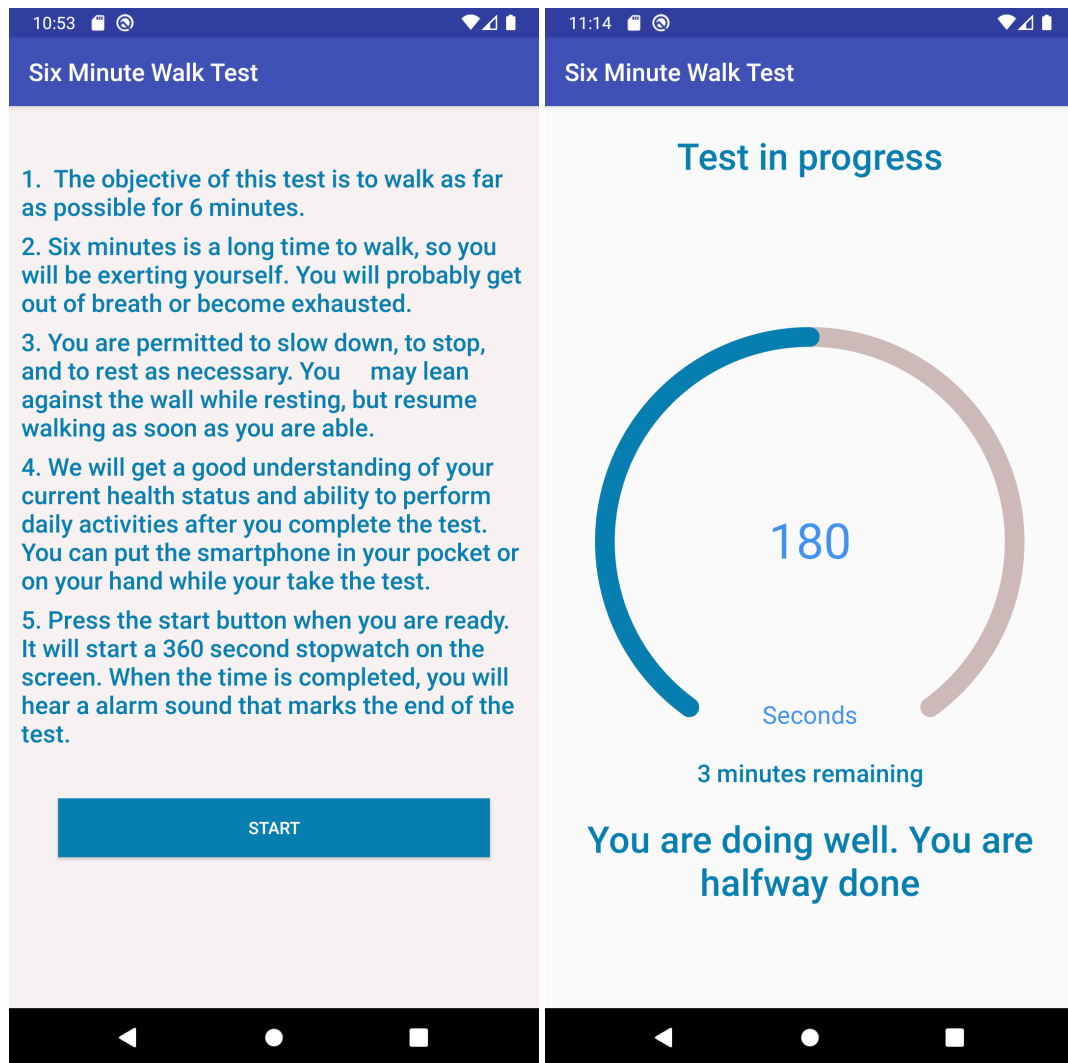 10:53
Six Minute Walk Test
1.  The objective of this test is to walk as far
as possible for 6 minutes.
2. Six minutes is a long time to walk, so you
will be exerting yourself. You will probably get
out of breath or become exhausted.
3. You are permitted to slow down, to stop,
and to rest as necessary. You     may lean
against the wall while resting, but resume
walking as soon as you are able.
4. We will get a good understanding of your
current health status and ability to perform
daily activities after you complete the test.
You can put the smartphone in your pocket or
on your hand while your take the test.
5. Press the start button when you are ready.
It will start a 360 second stopwatch on the
screen. When the time is completed, you will
hear a alarm sound that marks the end of the
test.
START
11:14
Six Minute Walk Test
Test in progress
180
Seconds
3 minutes remaining
You are doing well. You are
halfway done